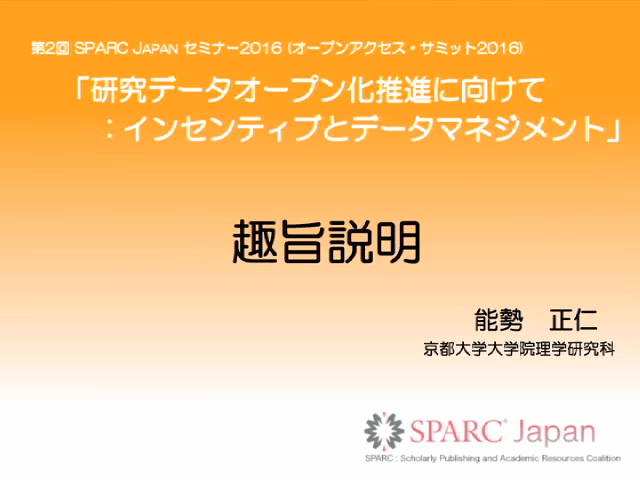 第2回 SPARC JAPAN セミナー2016 (オープンアクセス・サミット2016)
「研究データオープン化推進に向けて
：インセンティブとデータマネジメント」
趣旨説明
能勢　正仁
京都大学大学院理学研究科
SPARC® Japan
SPARC : Scholarly Publishing and Academic Resources Coalition